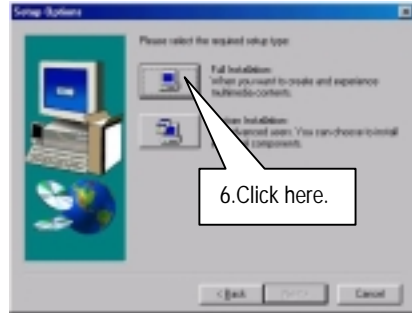 Setup Options
Please select the required setup type
Full Installation:
When you want to create and experience
multimedia contents.
Installation:
advanced users. You can choose to install
components.
6.Click here.
< Back
Cancel